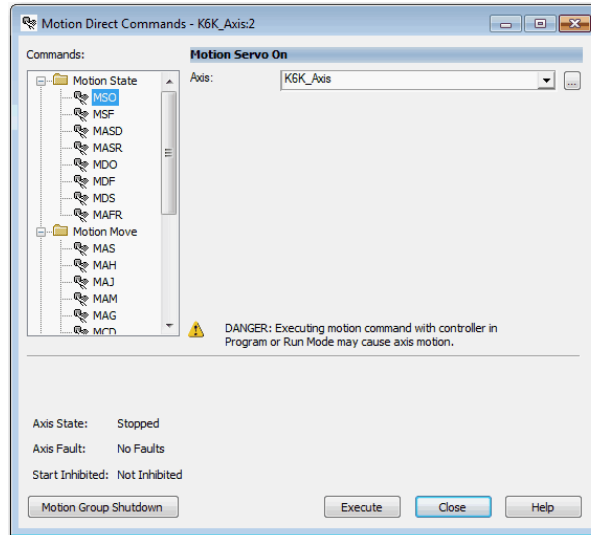 Motion Direct Commands - K6K_Axis:2
Commands:
Motion State
MSO
MSF
MASD
MASR
MDO
MDF
MDS
MAFR
Motion Move
MAS
MAH
MAJ
MAM
MAG
MCD
Motion Servo On
Axis: K6K_Axis
...
DANGER: Executing motion command with controller in
Program or Run Mode may cause axis motion.
Axis State: Stopped
Axis Fault: No Faults
Start Inhibited: Not Inhibited
Motion Group Shutdown Execute Close Help